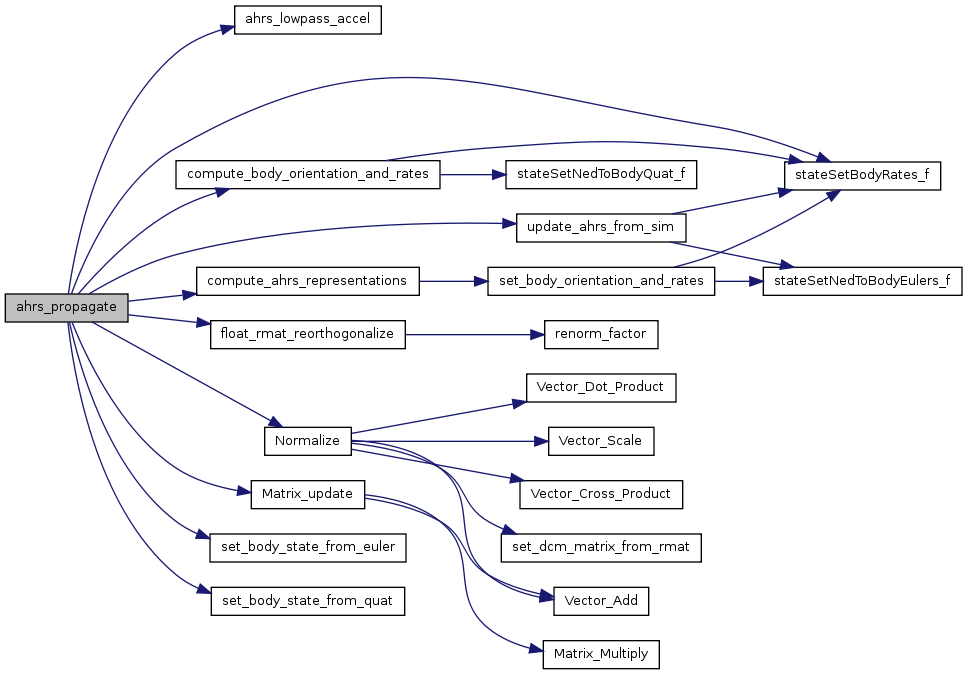 ahrs_lowpass_accel
compute_body_orientation_and_rates
stateSetNedToBodyQuat_f
stateSetBodyRates_f
update_ahrs_from_sim
compute_ahrs_representations
set_body_orientation_and_rates
stateSetNedToBodyEulers_f
ahrs_propagate
float_rmat_reorthogonalize
renorm_factor
Vector_Dot_Product
Normalize
Vector_Scale
Matrix_update
Vector_Cross_Product
set_body_state_from_euler
set_dcm_matrix_from_rmat
set_body_state_from_quat
Vector_Add
Matrix_Multiply